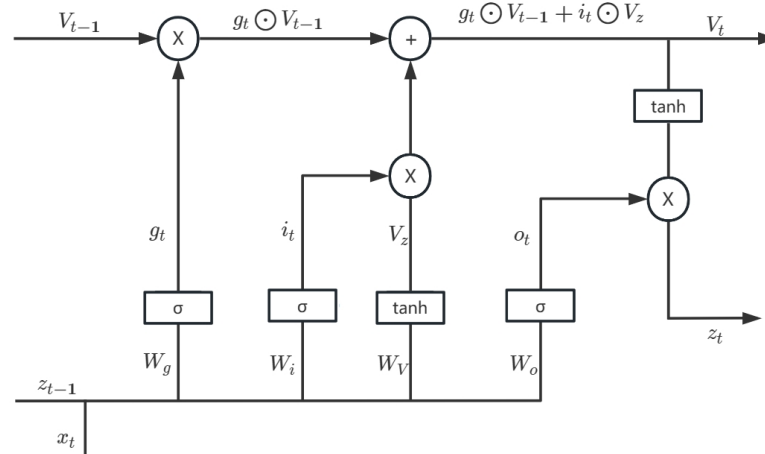 V_{t-1} X g_t ⊙ V_{t-1} + g_t ⊙ V_{t-1} + i_t ⊙ V_z V_t
tanh
X X
g_t i_t V_z o_t
σ σ tanh σ
z_t
W_g W_i W_V W_o
z_{t-1}
x_t